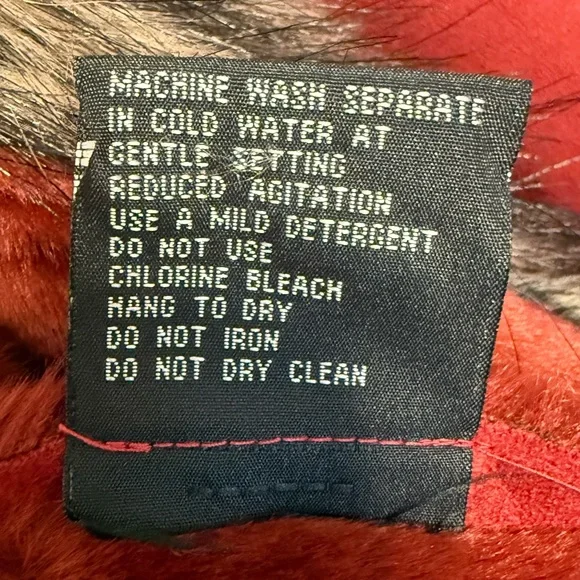 MACHINE WASH SEPARATE
IN COLD WATER AT
GENTLE SETTING
REDUCED AGITATION
USE A MILD DETERGENT
DO NOT USE
CHLORINE BLEACH
HANG TO DRY
DO NOT IRON
DO NOT DRY CLEAN